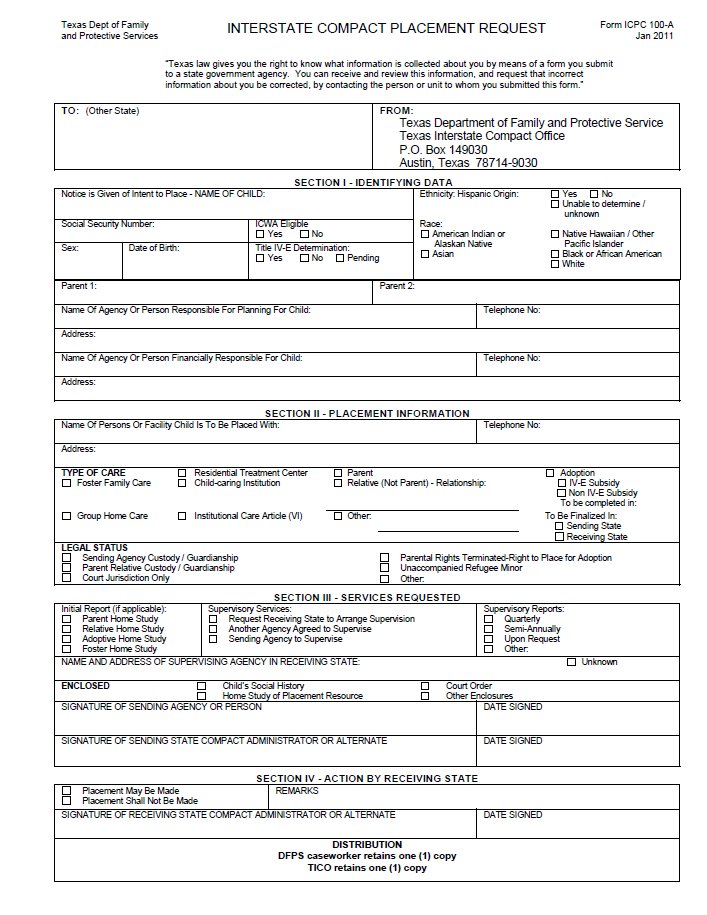 Texas Dept of Family
and Protective Services
INTERSTATE COMPACT PLACEMENT REQUEST
Form ICPC 100-A
Jan 2011
"Texas law gives you the right to know what information is collected about you by means of a form you submit
to a state government agency. You can receive and review this information, and request that incorrect
information about you be corrected, by contacting the person or unit to whom you submitted this form."
TO: (Other State)
FROM:
Texas Department of Family and Protective Service
Texas Interstate Compact Office
P.O. Box 149030
Austin, Texas 78714-9030
SECTION I - IDENTIFYING DATA
Notice is Given of Intent to Place - NAME OF CHILD:
Ethnicity: Hispanic Origin:
Yes No
Unable to determine /
unknown
Social Security Number:
ICWA Eligible
Yes No
Race:
American Indian or
Alaskan Native
Asian
Native Hawaiian / Other
Pacific Islander
Black or African American
White
Sex:
Date of Birth:
Title IV-E Determination:
Yes No Pending
Parent 1:
Parent 2:
Name Of Agency Or Person Responsible For Planning For Child:
Telephone No:
Address:
Name Of Agency Or Person Financially Responsible For Child:
Telephone No:
Address:
SECTION II - PLACEMENT INFORMATION
Name Of Persons Or Facility Child Is To Be Placed With:
Telephone No:
Address:
TYPE OF CARE
Foster Family Care
Group Home Care
Residential Treatment Center
Child-caring Institution
Institutional Care Article (VI)
Parent
Relative (Not Parent) - Relationship:
Other:
Adoption
IV-E Subsidy
Non IV-E Subsidy
To be completed in:
To Be Finalized In:
Sending State
Receiving State
LEGAL STATUS
Sending Agency Custody / Guardianship
Parent Relative Custody / Guardianship
Court Jurisdiction Only
Parental Rights Terminated-Right to Place for Adoption
Unaccompanied Refugee Minor
Other:
SECTION III - SERVICES REQUESTED
Initial Report (if applicable):
Parent Home Study
Relative Home Study
Adoptive Home Study
Foster Home Study
Supervisory Services:
Request Receiving State to Arrange Supervision
Another Agency Agreed to Supervise
Sending Agency to Supervise
Supervisory Reports:
Quarterly
Semi-Annually
Upon Request
Other:
NAME AND ADDRESS OF SUPERVISING AGENCY IN RECEIVING STATE:
Unknown
ENCLOSED
Child's Social History
Home Study of Placement Resource
Court Order
Other Enclosures
SIGNATURE OF SENDING AGENCY OR PERSON
DATE SIGNED
SIGNATURE OF SENDING STATE COMPACT ADMINISTRATOR OR ALTERNATE
DATE SIGNED
SECTION IV - ACTION BY RECEIVING STATE
Placement May Be Made
Placement Shall Not Be Made
REMARKS
SIGNATURE OF RECEIVING STATE COMPACT ADMINISTRATOR OR ALTERNATE
DATE SIGNED
DISTRIBUTION
DFPS caseworker retains one (1) copy
TICO retains one (1) copy